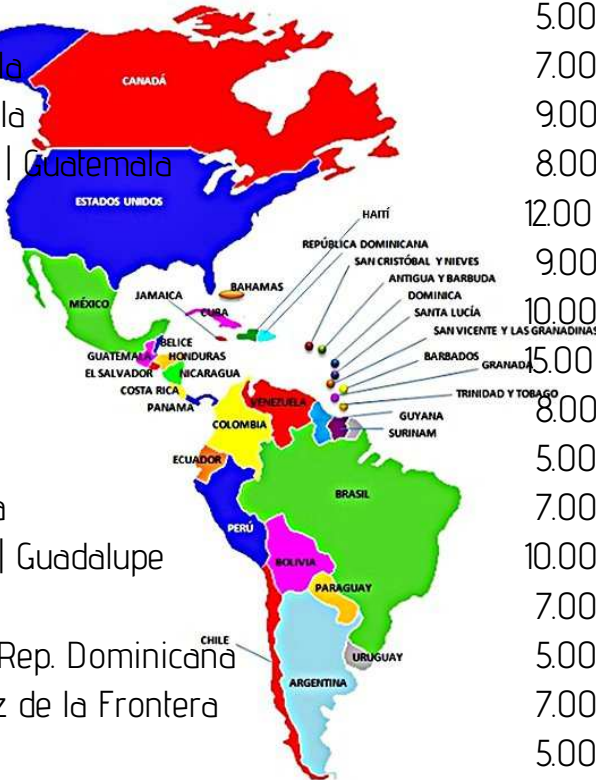 5.00
la 7.00
CANADÁ
la 9.00
| Guatemala 8.00
ESTADOS UNIDOS
12.00
HAITÍ
REPÚBLICA DOMINICANA
SAN CRISTÓBAL Y NIEVES 9.00
ANTIGUA Y BARBUDA
BAHAMAS
JAMAICA
DOMINICA
MÉXICO
CUBA
SANTA LUCÍA 10.00
SAN VICENTE Y LAS GRANADINAS
BELICE
GUATEMALA HONDURAS
BARBADOS
GRANADA 15.00
EL SALVADOR NICARAGUA
COSTA RICA
TRINIDAD Y TOBAGO
PANAMA
VENEZUELA
8.00
GUYANA
COLOMBIA
SURINAM
ECUADOR
5.00
BRASIL
a 7.00
PERÚ
| Guadalupe 10.00
BOLIVIA
PARAGUAY
7.00
CHILE
Rep. Dominicana 5.00
URUGUAY
ARGENTINA
z de la Frontera 7.00
5.00